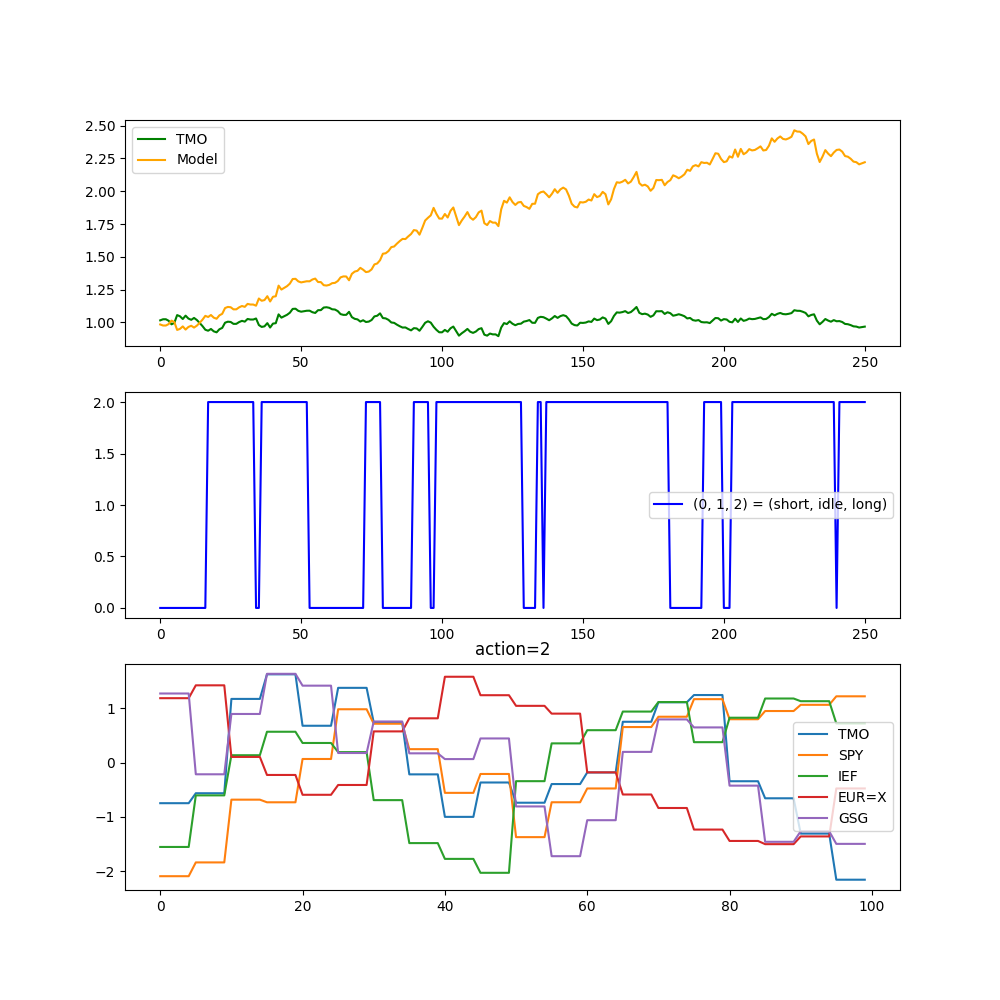 2.50
2.25
2.00
1.75
1.50
1.25
1.00
TMO
Model
0 50 100 150 200 250
2.0
1.5
1.0
0.5
0.0
(0, 1, 2) = (short, idle, long)
0 50 100 150 200 250
action=2
1
0
−1
−2
TMO
SPY
IEF
EUR=X
GSG
0 20 40 60 80 100